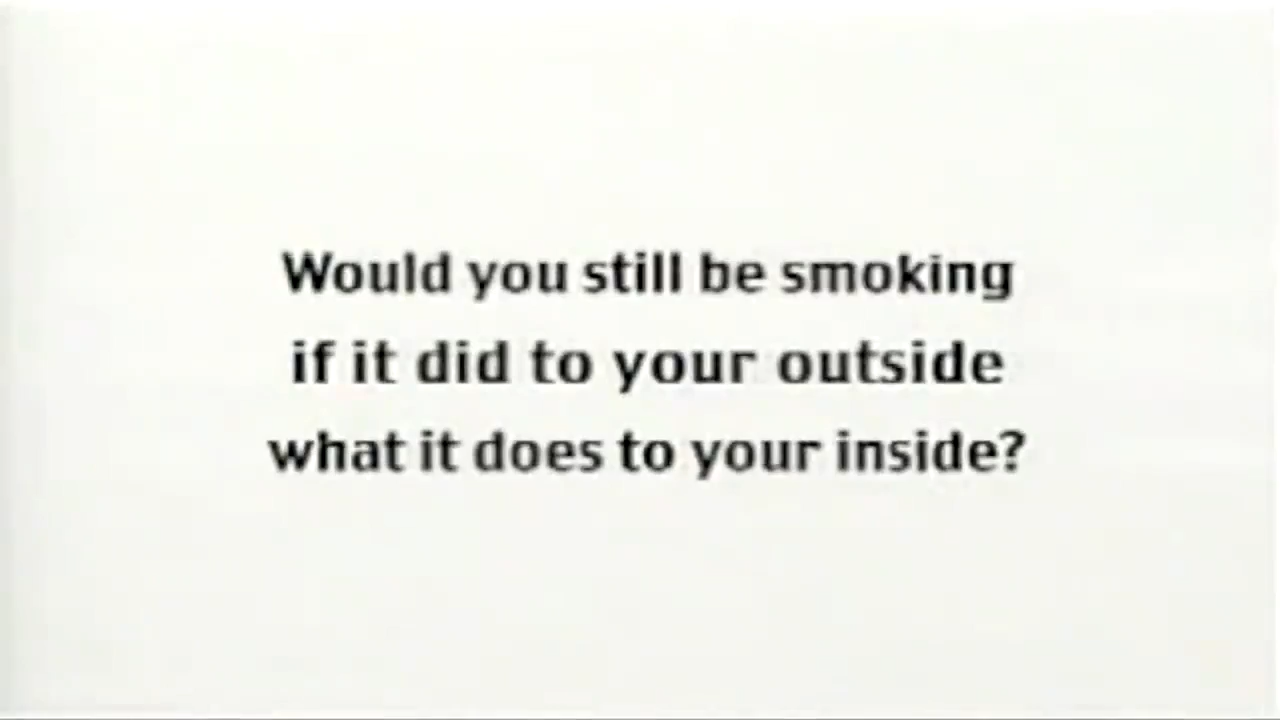 Would you still be smoking
if it did to your outside
what it does to your inside?